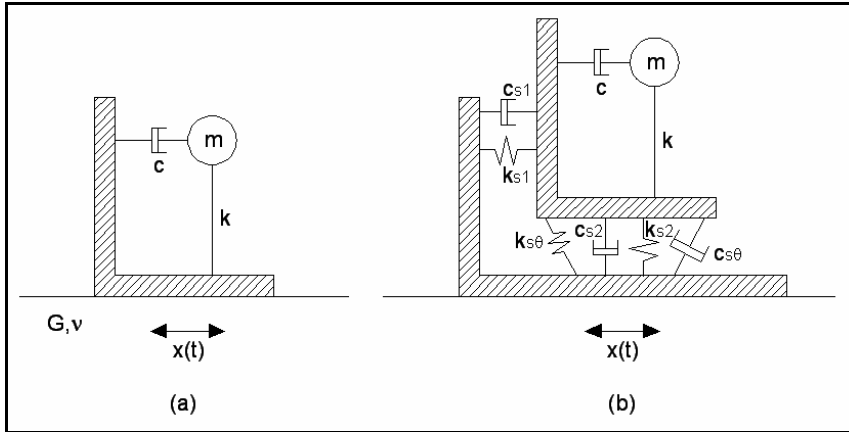 m
c
k
G,ν
x(t)
(a)
m
c
cs1
k
ks1
ksθ
cs2
ks2
csθ
x(t)
(b)